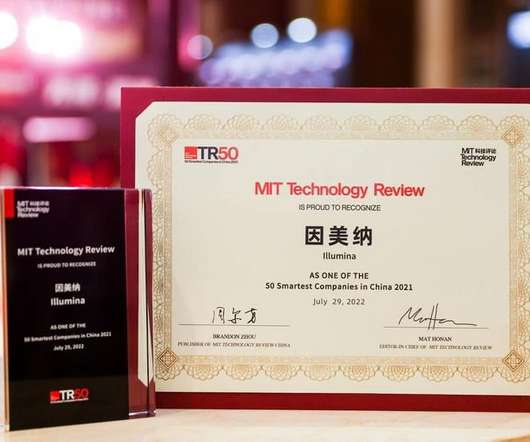 MIT 科技评论
Technology
Review
MIT Technology Review
IS PROUD TO RECOGNIZE
因美纳
Illumina
AS ONE OF THE
50 Smartest Companies in China 2021
July 29, 2022
TR50
TR50
50 Smartest Companies in China 2021
MIT 科技评论
Technology
Review
MIT Technology Review
IS PROUD TO RECOGNIZE
因美纳
Illumina
AS ONE OF THE
50 Smartest Companies in China 2021
July 29, 2022
BRANDON ZHOU
PUBLISHER OF MIT TECHNOLOGY REVIEW CHINA
MAT HONAN
EDITOR-IN CHIEF OF MIT TECHNOLOGY REVIEW